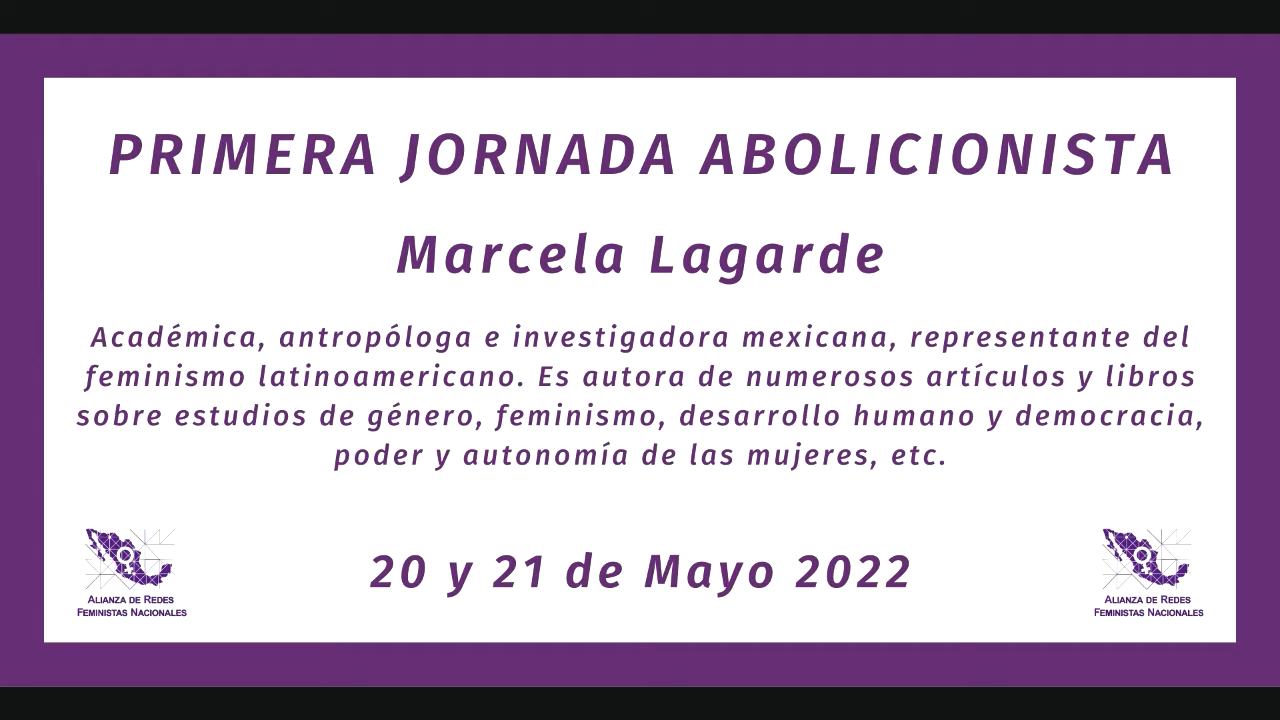 PRIMERA JORNADA ABOLICIONISTA
Marcela Lagarde
Académica, antropóloga e investigadora mexicana, representante del
feminismo latinoamericano. Es autora de numerosos artículos y libros
sobre estudios de género, feminismo, desarrollo humano y democracia,
poder y autonomía de las mujeres, etc.
20 y 21 de Mayo 2022
ALIANZA DE REDES
FEMINISTAS NACIONALES
ALIANZA DE REDES
FEMINISTAS NACIONALES